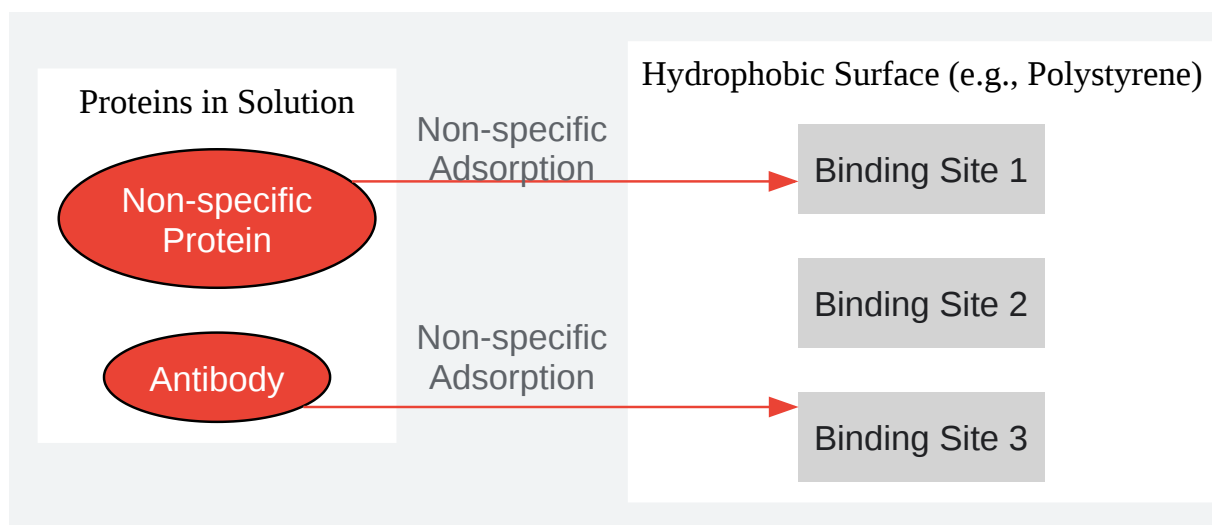 Proteins in Solution
Non-specific
Protein
Antibody
Non-specific
Adsorption
Non-specific
Adsorption
Hydrophobic Surface (e.g., Polystyrene)
Binding Site 1
Binding Site 2
Binding Site 3